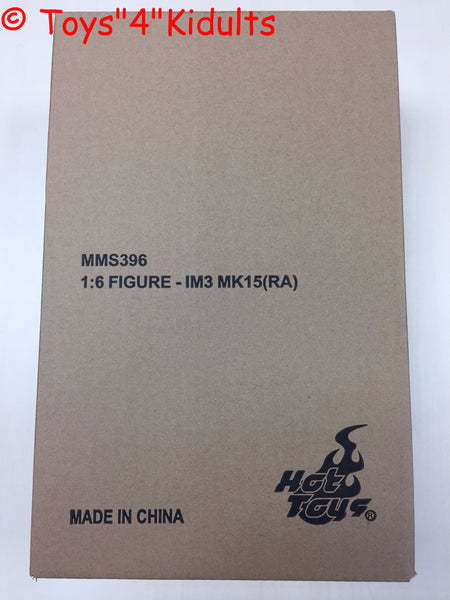 © Toys"4"Kidults
MMS396
1:6 FIGURE - IM3 MK15(RA)
Hot
Toys®
MADE IN CHINA